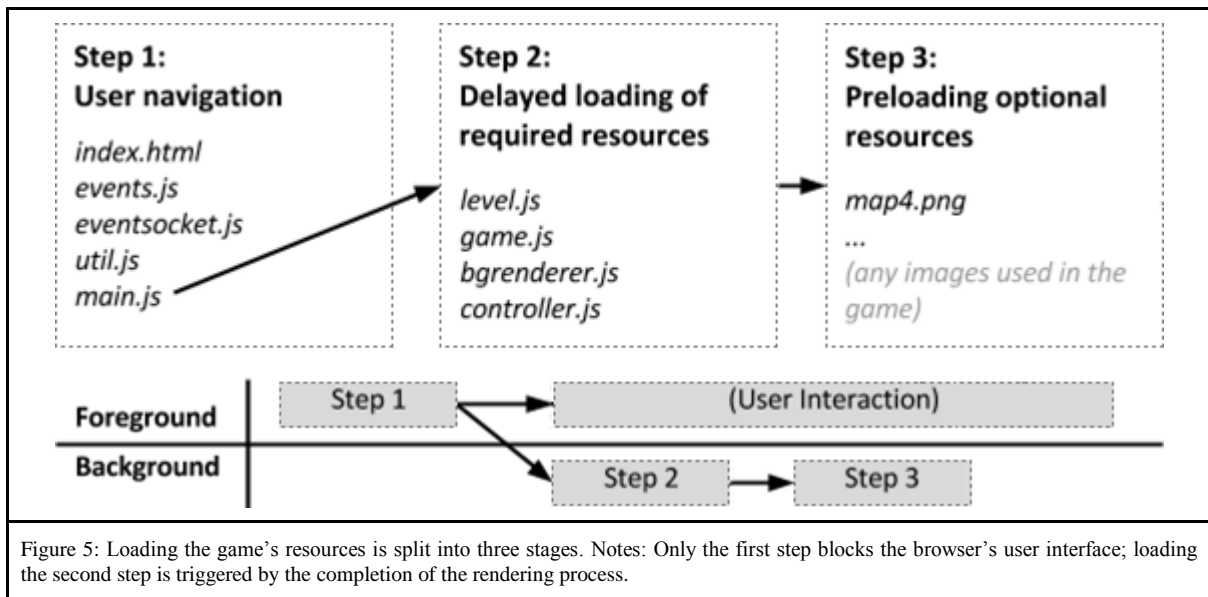 Step 1:
User navigation
index.html
events.js
eventsocket.js
util.js
main.js
Step 2:
Delayed loading of
required resources
level.js
game.js
bgrenderer.js
controller.js
Step 3:
Preloading optional
resources
map4.png
...
(any images used in the
game)
Foreground
Step 1
(User Interaction)
Background
Step 2
Step 3
Figure 5: Loading the game’s resources is split into three stages. Notes: Only the first step blocks the browser’s user interface; loading
the second step is triggered by the completion of the rendering process.